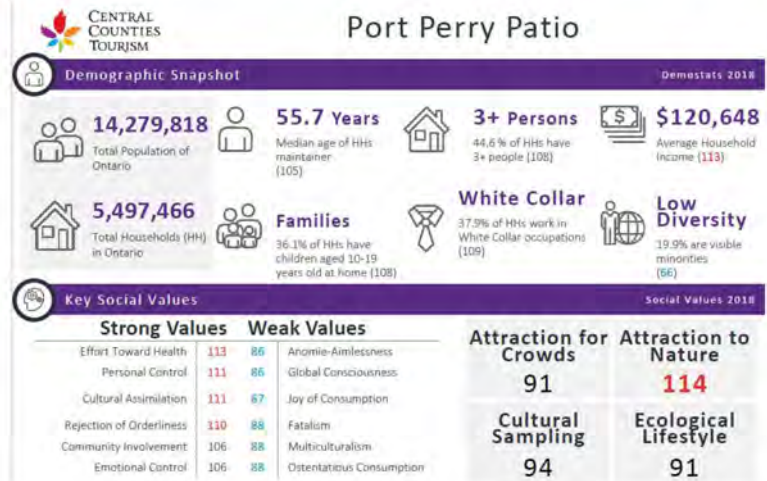 CENTRAL
COUNTIES
TOURISM
Port Perry Patio
Demographic Snapshot
Demostats 2018
14,279,818
Total Population of
Ontario
55.7 Years
Median age of HHs
maintainer
(105)
3+ Persons
44.6 % of HHs have
3+ people (108)
$120,648
Average Household
Income (113)
5,497,466
Total Households (HH)
in Ontario
Families
36.1% of HHs have
children aged 10-19
years old at home (108)
White Collar
37.9% of HHs work in
White Collar occupations
(109)
Low
Diversity
19.9% are visible
minorities
(66)
Key Social Values
Social Values 2018
Strong Values Weak Values
Effort Toward Health 113 86 Anomie-Aimlessness
Personal Control 111 86 Global Consciousness
Cultural Assimilation 111 87 Joy of Consumption
Rejection of Orderliness 110 88 Fatalism
Community Involvement 106 88 Multiculturalism
Emotional Control 106 88 Ostentatious Consumption
Attraction for
Crowds
91
Attraction to
Nature
114
Cultural
Sampling
94
Ecological
Lifestyle
91